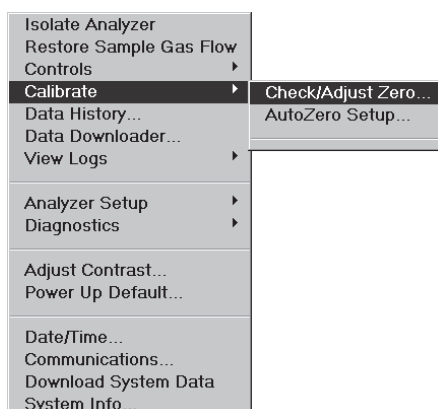 Isolate Analyzer
Restore Sample Gas Flow
Controls
Calibrate
Check/Adjust Zero...
AutoZero Setup...
Data History...
Data Downloader...
View Logs
Analyzer Setup
Diagnostics
Adjust Contrast...
Power Up Default...
Date/Time...
Communications...
Download System Data
System Info...